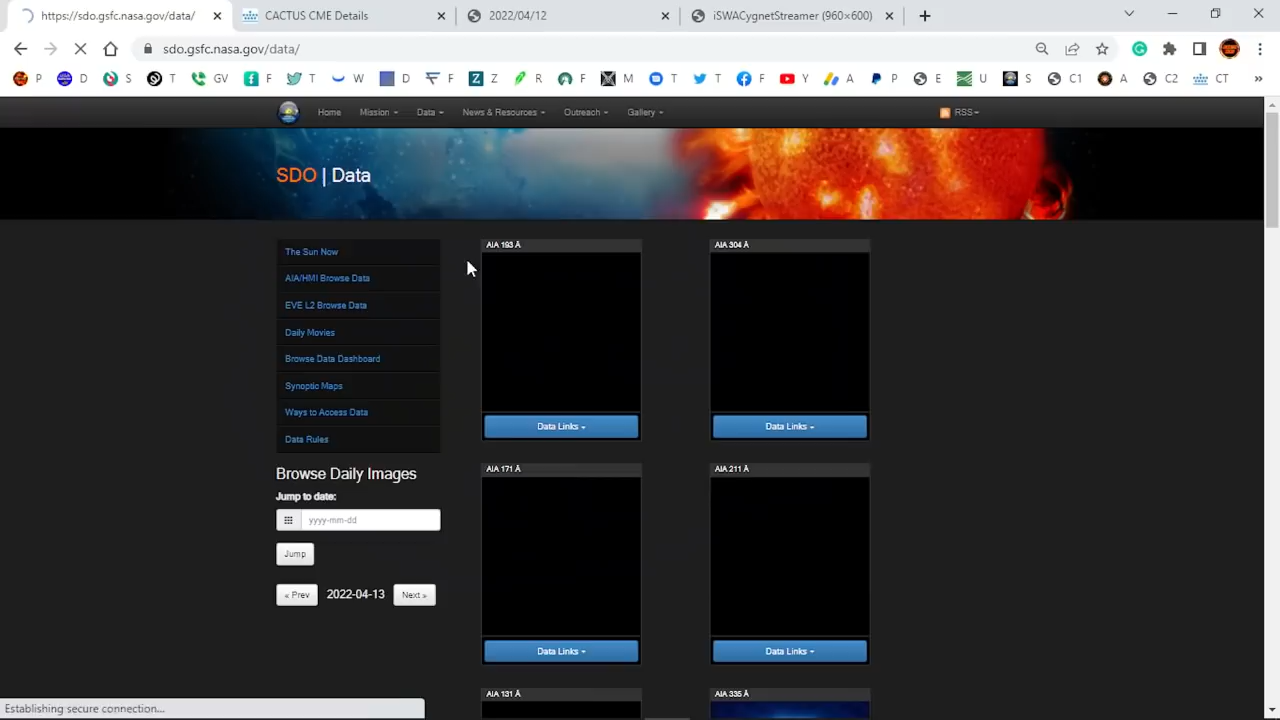 https://sdo.gsfc.nasa.gov/data/
CACTUS CME Details
2022/04/12
iSWACygnetStreamer (960×600)
sdo.gsfc.nasa.gov/data/
P D S T GV F T W D F Z R F M T T F Y A P E U S C1 A C2 CT »
Home Mission Data News & Resources Outreach Gallery RSS
SDO | Data
The Sun Now
AIA/HMI Browse Data
EVE L2 Browse Data
Daily Movies
Browse Data Dashboard
Synoptic Maps
Ways to Access Data
Data Rules
Browse Daily Images
Jump to date:
yyyy-mm-dd
Jump
« Prev 2022-04-13 Next »
AIA 193 Å
Data Links
AIA 304 Å
Data Links
AIA 171 Å
Data Links
AIA 211 Å
Data Links
AIA 131 Å
AIA 335 Å
Establishing secure connection...